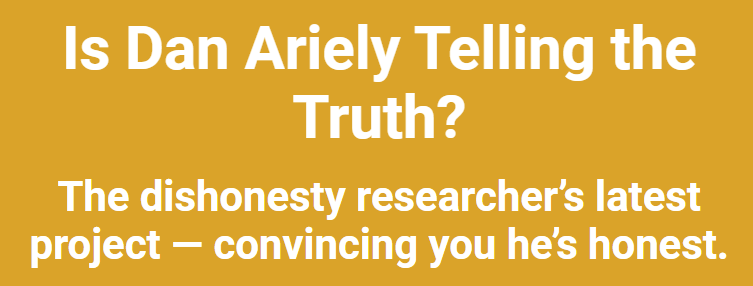 Is Dan Ariely Telling the
Truth?
The dishonesty researcher’s latest
project — convincing you he’s honest.